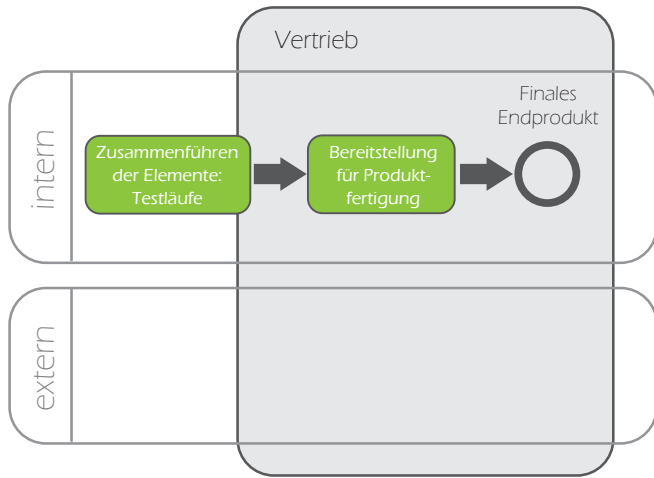 Vertrieb
intern
Zusammenführen
der Elemente:
Testläufe
Bereitstellung
für Produkt-
fertigung
Finales
Endprodukt
extern